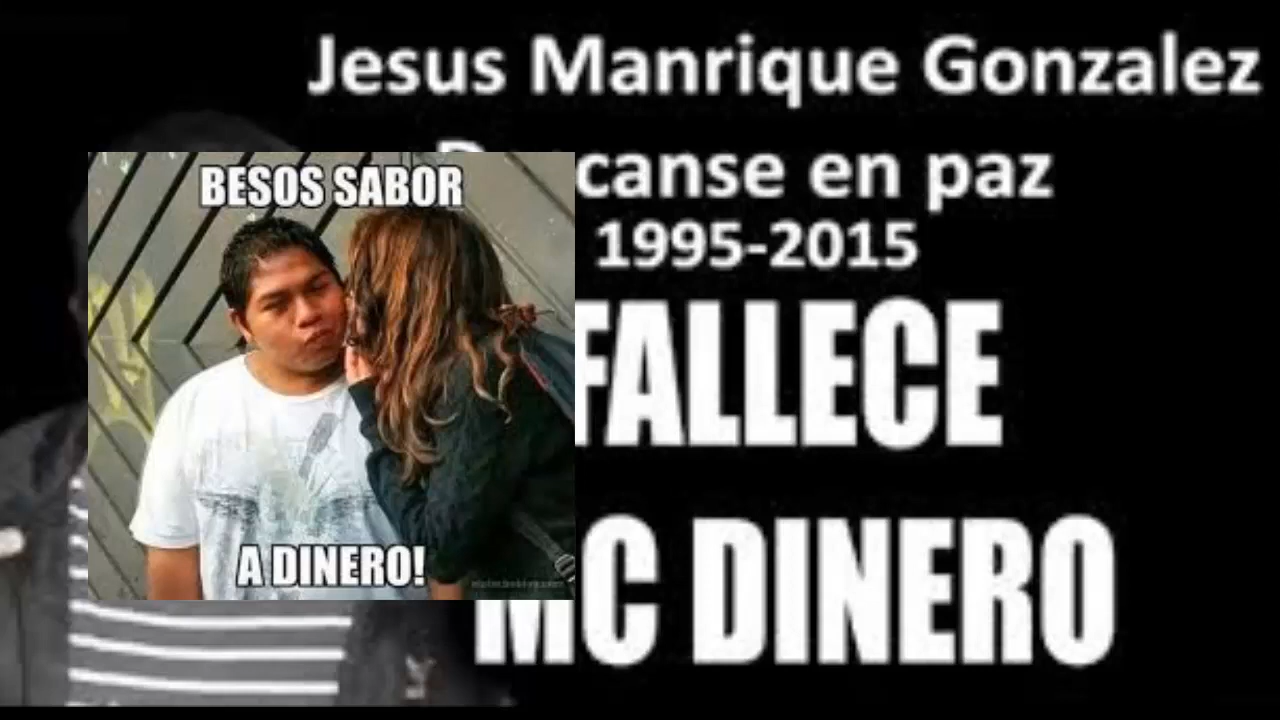 Jesus Manrique Gonzalez
canse en paz
1995-2015
FALLECE
MC DINERO
BESOS SABOR
A DINERO!